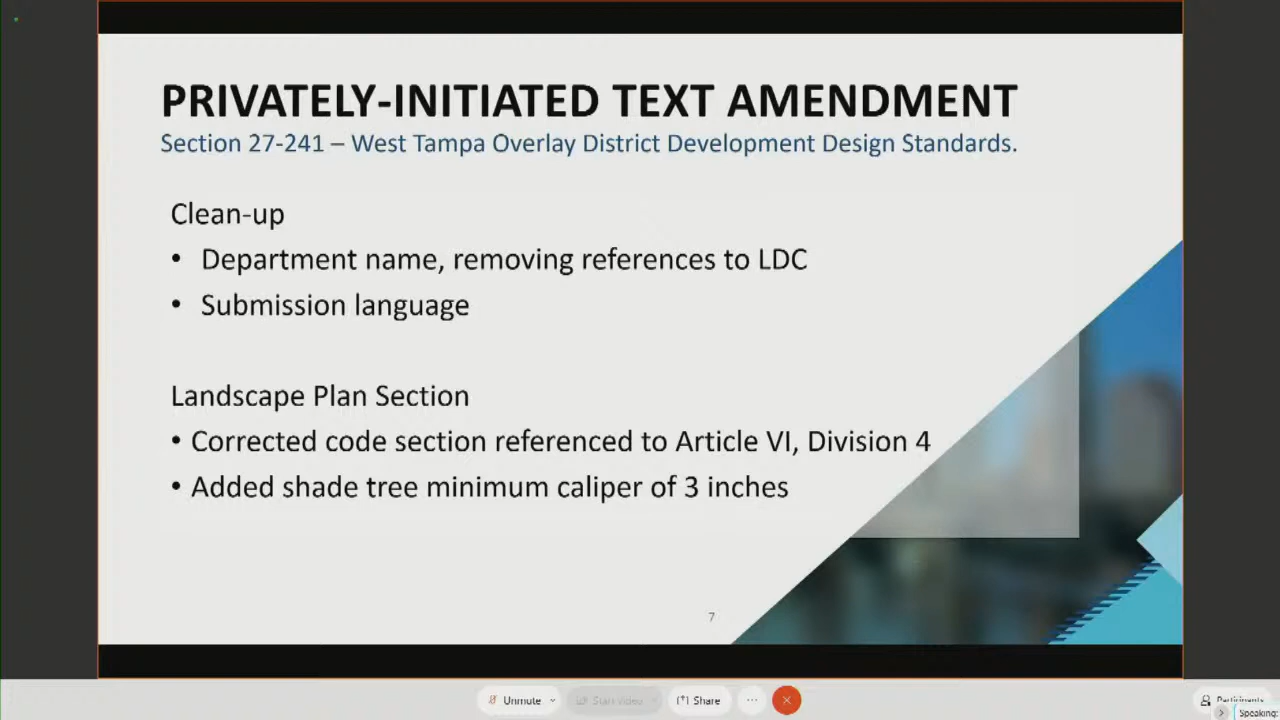 PRIVATELY-INITIATED TEXT AMENDMENT
Section 27-241 – West Tampa Overlay District Development Design Standards.
Clean-up
• Department name, removing references to LDC
• Submission language
Landscape Plan Section
• Corrected code section referenced to Article VI, Division 4
• Added shade tree minimum caliper of 3 inches
7
Unmute
Start video
Share
Participants
Speaking: